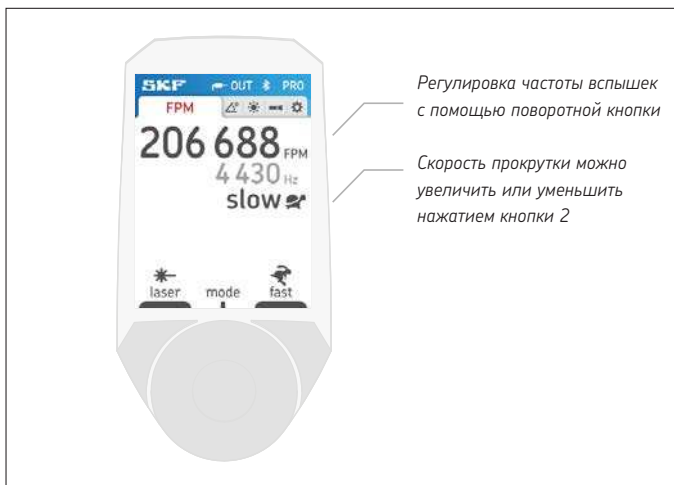 SKF OUT PRO
FPM
206 688 FPM
4 430 Hz
slow
laser mode fast
Регулировка частоты вспышек
с помощью поворотной кнопки
Скорость прокрутки можно
увеличить или уменьшить
нажатием кнопки 2